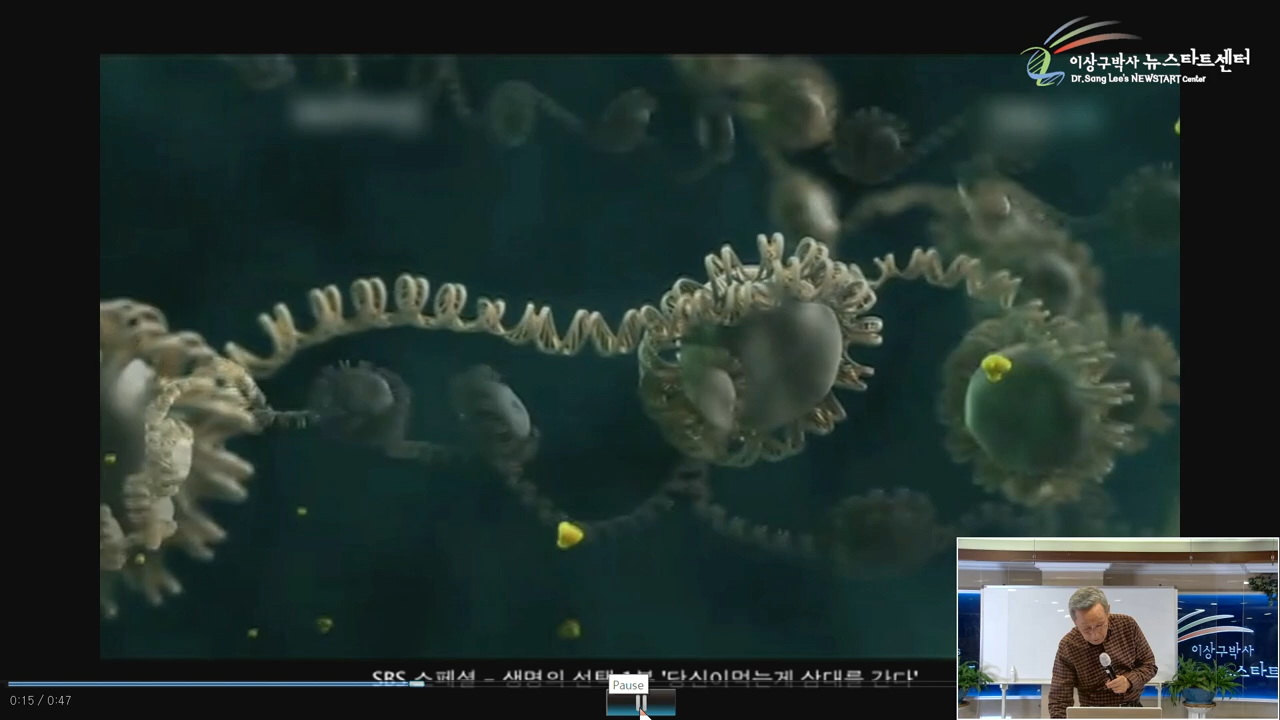 이상구박사 뉴스타트센터
Dr.Sang Lee's NEWSTART Center
이상구박사
스타트
SBS 스페셜 - 생명의 선택 1부 '당신이먹는게 삼대를 간다'
Pause
0:15 / 0:47